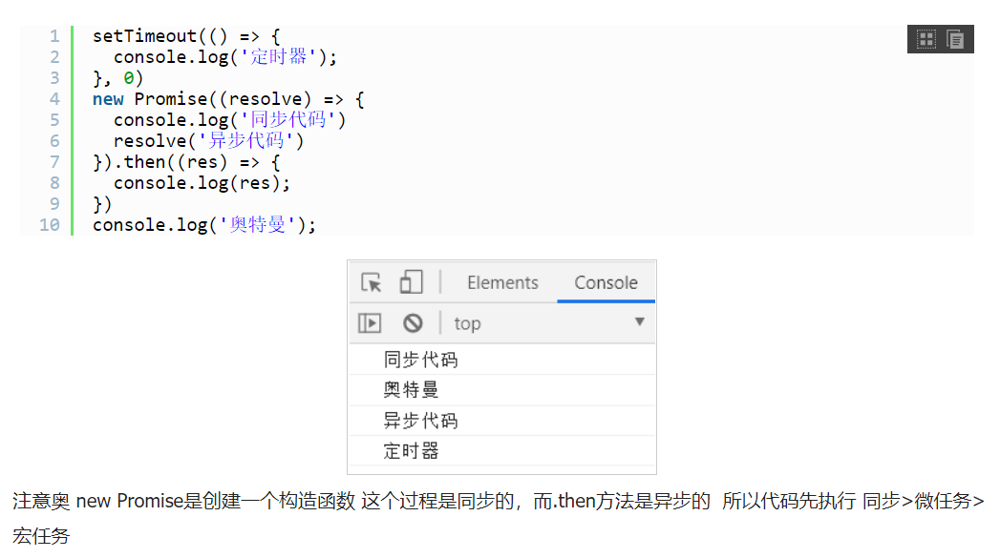 1 setTimeout(() => {
2   console.log('定时器');
3 }, 0)
4 new Promise((resolve) => {
5   console.log('同步代码')
6   resolve('异步代码')
7 }).then((res) => {
8   console.log(res);
9 })
10 console.log('奥特曼');
Elements Console
top
同步代码
奥特曼
异步代码
定时器
注意奥 new Promise是创建一个构造函数 这个过程是同步的，而.then方法是异步的  所以代码先执行 同步>微任务>
宏任务